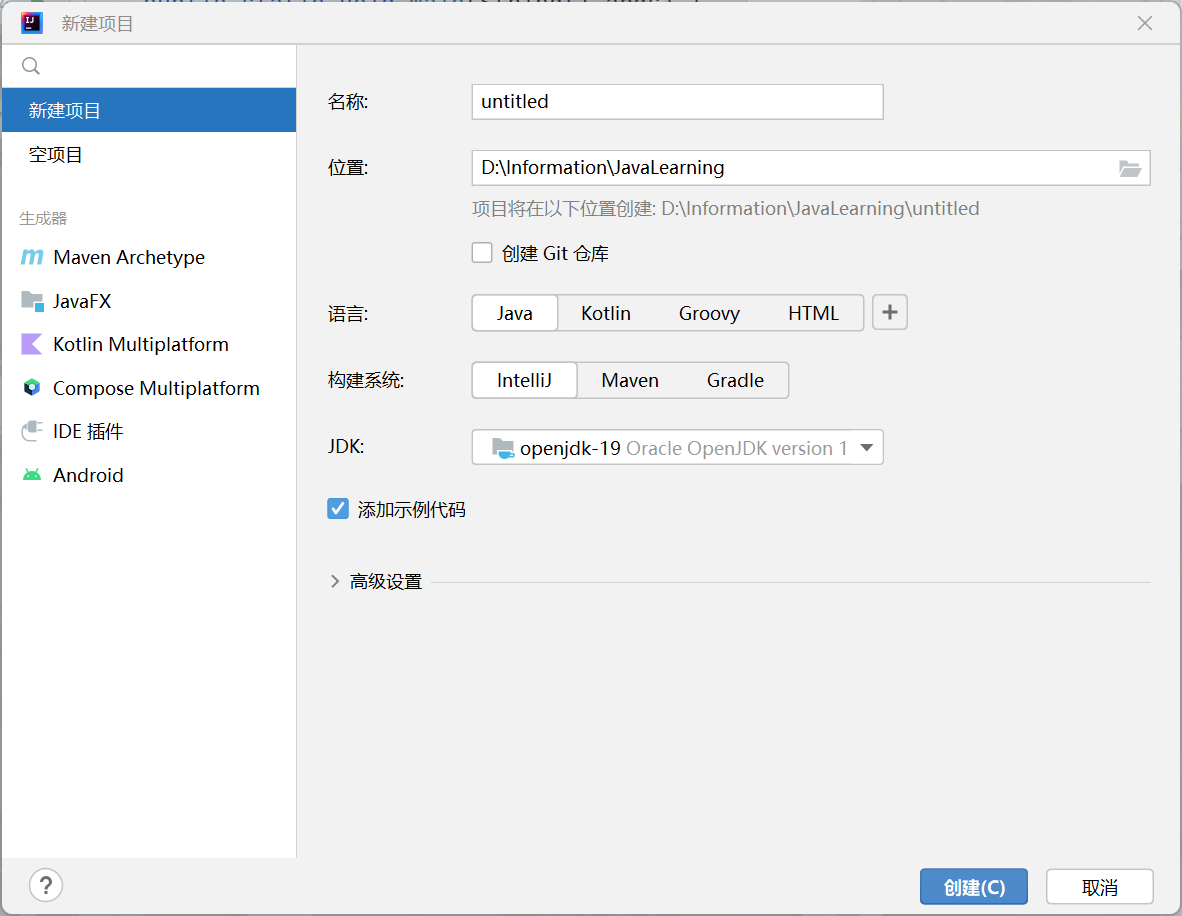 新建项目
新建项目
空项目
生成器
Maven Archetype
JavaFX
Kotlin Multiplatform
Compose Multiplatform
IDE 插件
Android
名称: untitled
位置: D:\Information\JavaLearning
项目将在以下位置创建: D:\Information\JavaLearning\untitled
创建 Git 仓库
语言: Java Kotlin Groovy HTML +
构建系统: IntelliJ Maven Gradle
JDK: openjdk-19 Oracle OpenJDK version 1
添加示例代码
高级设置
? 创建(C) 取消